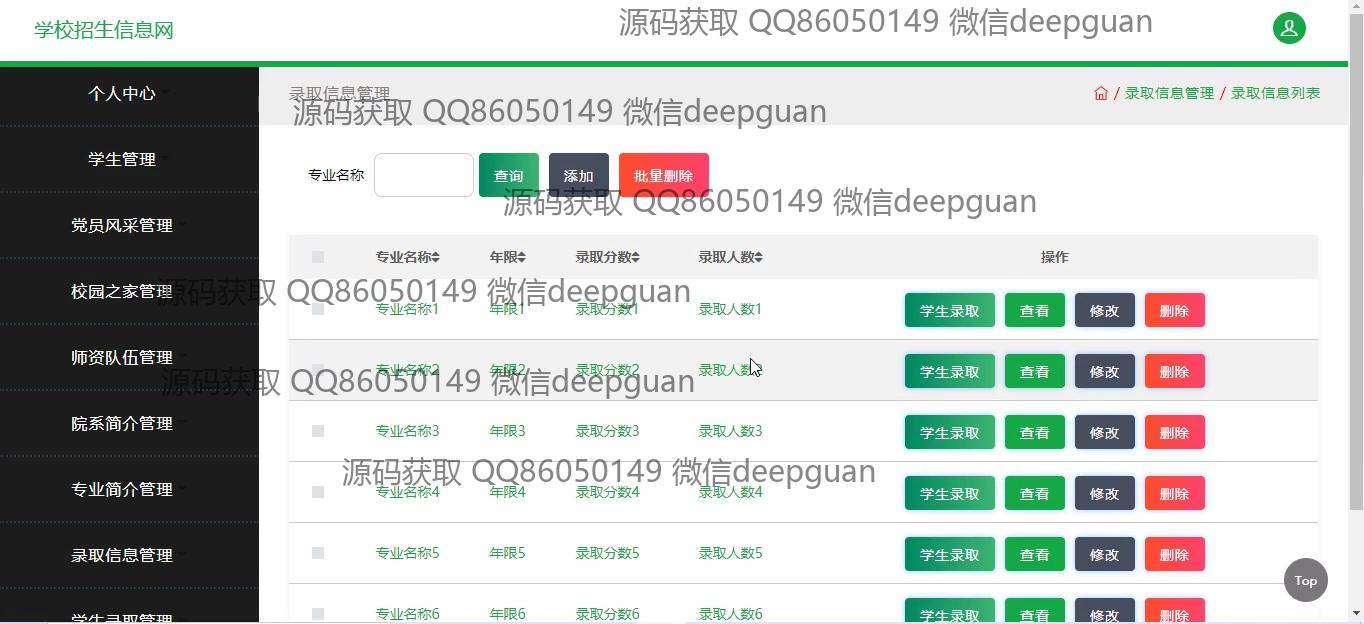 学校招生信息网
源码获取 QQ86050149 微信deepguan
个人中心
学生管理
党员风采管理
校园之家管理
师资队伍管理
院系简介管理
专业简介管理
录取信息管理
学生录取管理
录取信息管理
/ 录取信息管理 / 录取信息列表
源码获取 QQ86050149 微信deepguan
专业名称 查询 添加 批量删除
源码获取 QQ86050149 微信deepguan
专业名称 年限 录取分数 录取人数 操作
源码获取 QQ86050149 微信deepguan
专业名称1 年限1 录取分数1 录取人数1 学生录取 查看 修改 删除
专业名称2 年限2 录取分数2 录取人数2 学生录取 查看 修改 删除
源码获取 QQ86050149 微信deepguan
专业名称3 年限3 录取分数3 录取人数3 学生录取 查看 修改 删除
源码获取 QQ86050149 微信deepguan
专业名称4 年限4 录取分数4 录取人数4 学生录取 查看 修改 删除
专业名称5 年限5 录取分数5 录取人数5 学生录取 查看 修改 删除
Top
专业名称6 年限6 录取分数6 录取人数6 学生录取 查看 修改 删除